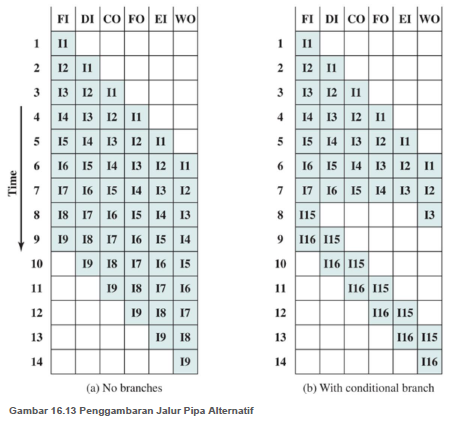 FI DI CO FO EI WO FI DI CO FO EI WO
1 I1 1 I1
2 I2 I1 2 I2 I1
3 I3 I2 I1 3 I3 I2 I1
4 I4 I3 I2 I1 4 I4 I3 I2 I1
5 I5 I4 I3 I2 I1 5 I5 I4 I3 I2 I1
6 I6 I5 I4 I3 I2 I1 6 I6 I5 I4 I3 I2 I1
7 I7 I6 I5 I4 I3 I2 7 I7 I6 I5 I4 I3 I2
Time
8 I8 I7 I6 I5 I4 I3 8 I15 I3
9 I9 I8 I7 I6 I5 I4 9 I16 I15
10 I9 I8 I7 I6 I5 10 I16 I15
11 I9 I8 I7 I6 11 I16 I15
12 I9 I8 I7 12 I16 I15
13 I9 I8 13 I16 I15
14 I9 14 I16
(a) No branches (b) With conditional branch
Gambar 16.13 Penggambaran Jalur Pipa Alternatif